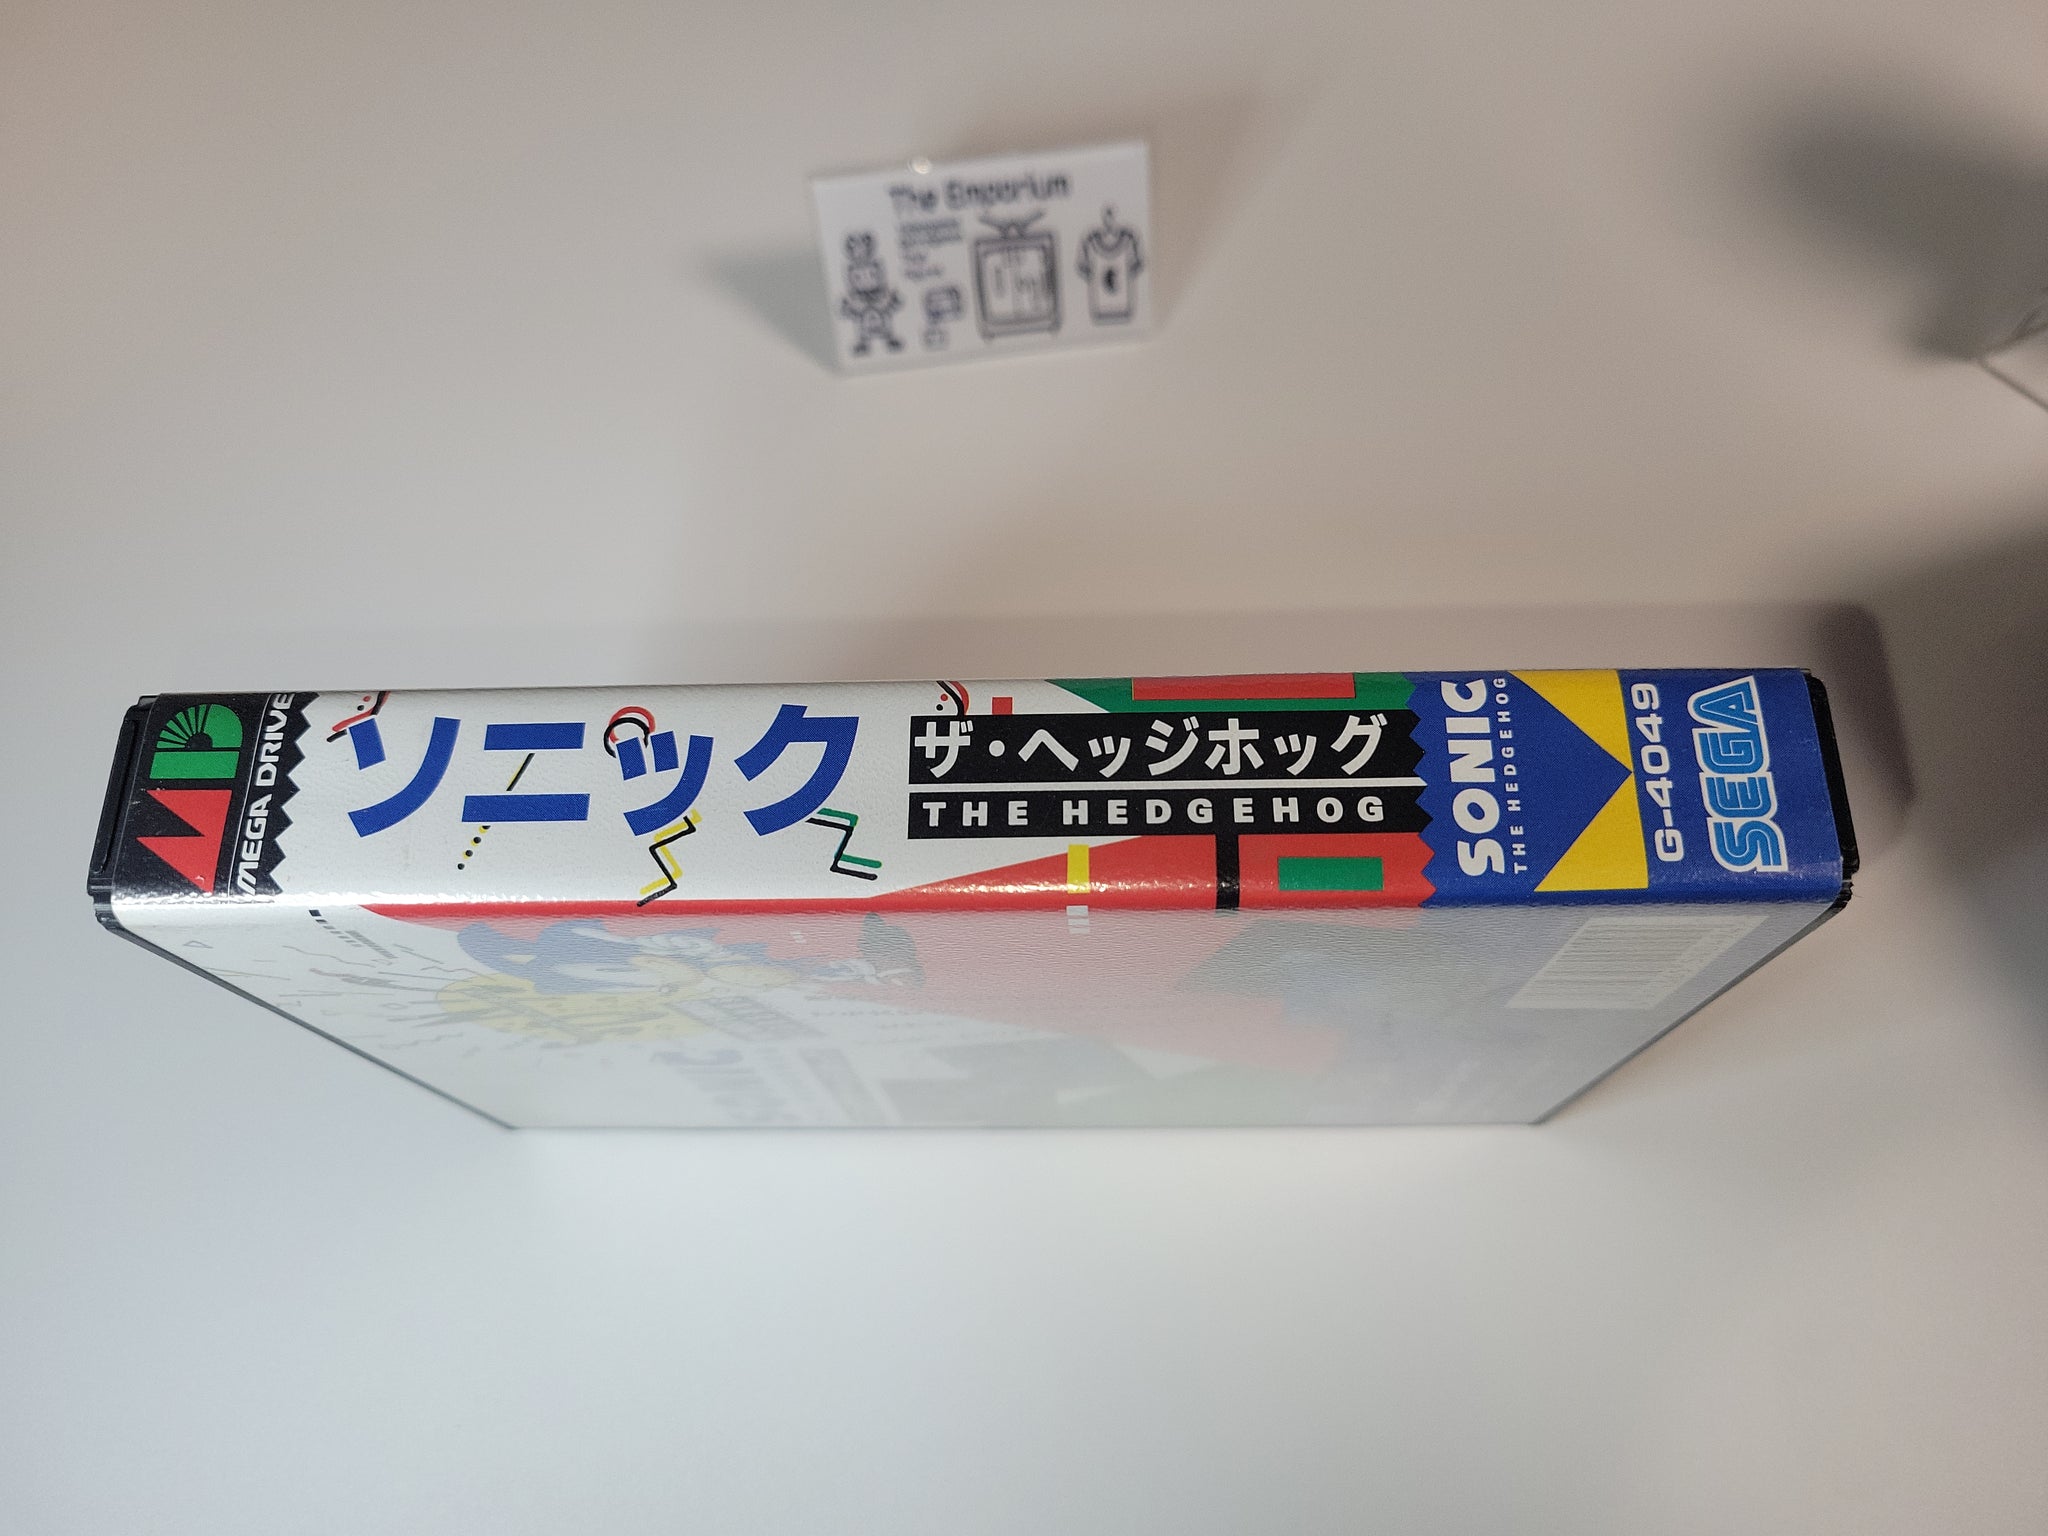 The Emporium
MD
MEGA DRIVE
ソニック
ザ・ヘッジホッグ
THE HEDGEHOG
SONIC
THE HEDGEHOG
G-4049
SEGA